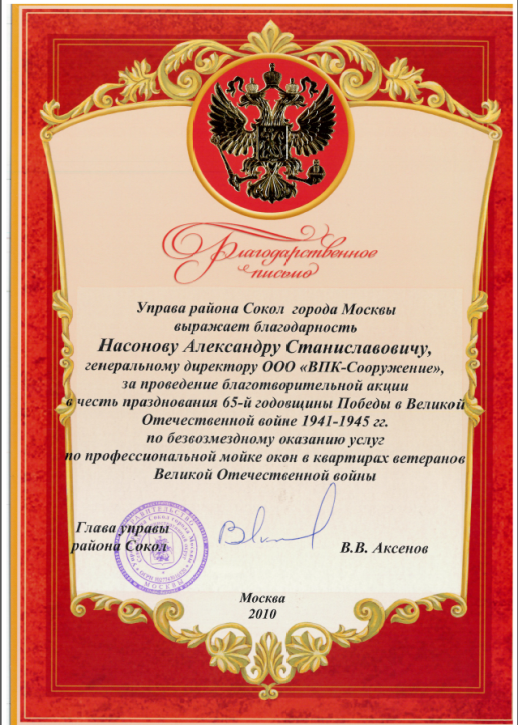 Благодарственное
письмо
Управа района Сокол города Москвы
выражает благодарность
Насонову Александру Станиславовичу,
генеральному директору ООО «ВПК-Сооружение»,
за проведение благотворительной акции
в честь празднования 65-й годовщины Победы в Великой
Отечественной войне 1941-1945 гг.
по безвозмездному оказанию услуг
по профессиональной мойке окон в квартирах ветеранов
Великой Отечественной войны
Глава управы
района Сокол
В.В. Аксенов
ПРАВИТЕЛЬСТВО
МОСКВЫ
Москва
2010